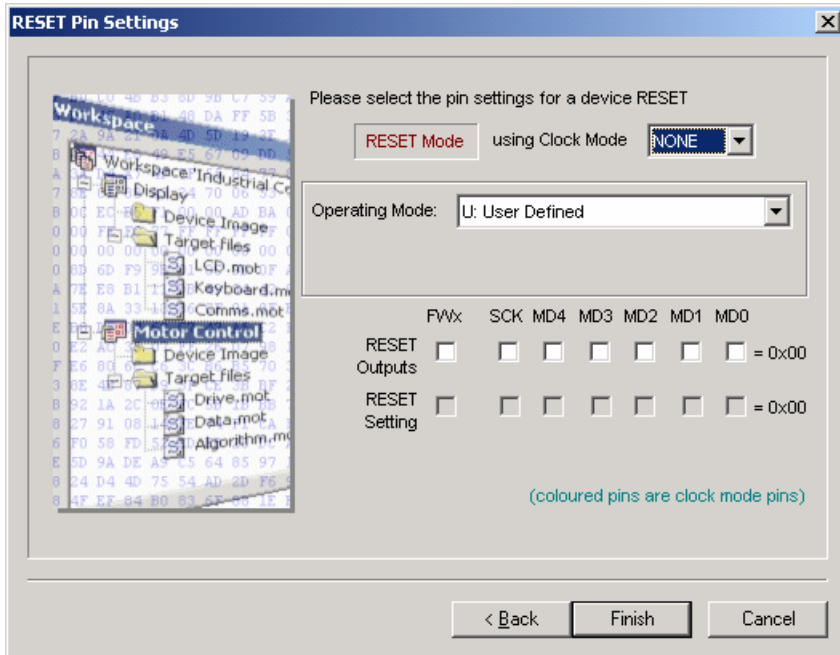 RESET Pin Settings
Please select the pin settings for a device RESET
RESET Mode using Clock Mode NONE
Operating Mode: U: User Defined
Workspace
Workspace 'Industrial Ce
Display
Device Image
Target files
LCD.mot
Keyboard.m
Comms.mot
Motor Control
Device Image
Target files
Drive.mot
Data.mot
Algorithm.mo
FWx SCK MD4 MD3 MD2 MD1 MD0
RESET
Outputs
= 0x00
RESET
Setting
= 0x00
(coloured pins are clock mode pins)
< Back Finish Cancel